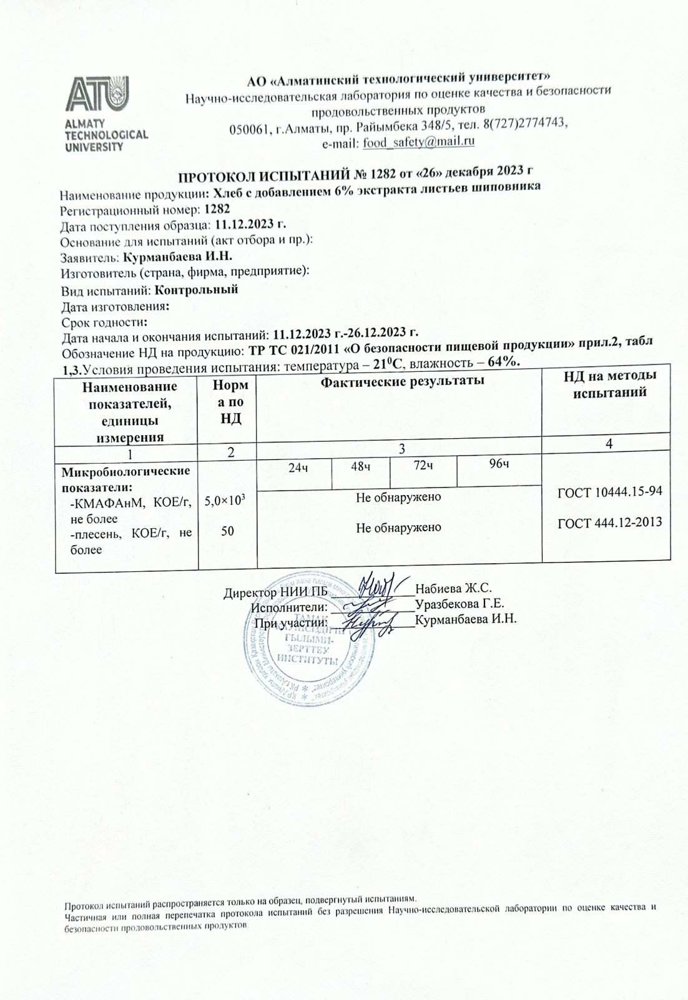 ATU
ALMATY
TECHNOLOGICAL
UNIVERSITY
АО «Алматинский технологический университет»
Научно-исследовательская лаборатория по оценке качества и безопасности
продовольственных продуктов
050061, г.Алматы, пр. Райымбека 348/5, тел. 8(727)2774743,
e-mail: food_safety@mail.ru
ПРОТОКОЛ ИСПЫТАНИЙ № 1282 от «26» декабря 2023 г
Наименование продукции: Хлеб с добавлением 6% экстракта листьев шиповника
Регистрационный номер: 1282
Дата поступления образца: 11.12.2023 г.
Основание для испытаний (акт отбора и пр.):
Заявитель: Курманбаева И.Н.
Изготовитель (страна, фирма, предприятие):
Вид испытаний: Контрольный
Дата изготовления:
Срок годности:
Дата начала и окончания испытаний: 11.12.2023 г.-26.12.2023 г.
Обозначение НД на продукцию: ТР ТС 021/2011 «О безопасности пищевой продукции» прил.2, табл
1,3.Условия проведения испытания: температура – 21⁰С, влажность – 64%.
Наименование
показателей,
единицы
измерения
Норм
а по
НД
Фактические результаты
НД на методы
испытаний
1
2
3
4
Микробиологические
показатели:
-КМАФАнМ, КОЕ/г,
не более
-плесень, КОЕ/г, не
более
5,0×10³
50
24ч
48ч
72ч
96ч
Не обнаружено
Не обнаружено
ГОСТ 10444.15-94
ГОСТ 444.12-2013
Директор НИИ ПБ Набиева Ж.С.
Исполнители: Уразбекова Г.Е.
При участии: Курманбаева И.Н.
ТАМАҚ
ҚАУІПСІЗДІГІ
ҒЫЛЫМИ-
ЗЕРТТЕУ
ИНСТИТУТЫ
Протокол испытаний распространяется только на образец, подвергнутый испытаниям.
Частичная или полная перепечатка протокола испытаний без разрешения Научно-исследовательской лаборатории по оценке качества и
безопасности продовольственных продуктов.